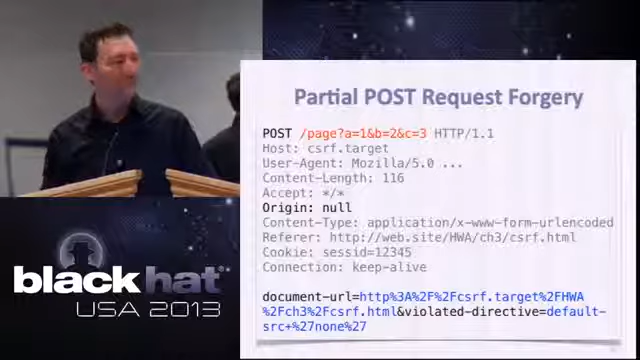 Partial POST Request Forgery
POST /page?a=1&b=2&c=3 HTTP/1.1
Host: csrf.target
User-Agent: Mozilla/5.0 ...
Content-Length: 116
Accept: */*
Origin: null
Content-Type: application/x-www-form-urlencoded
Referer: http://web.site/HWA/ch3/csrf.html
Cookie: sessid=12345
Connection: keep-alive
document-url=http%3A%2F%2Fcsrf.target%2FHWA
%2Fch3%2Fcsrf.html&violated-directive=default-
src+%27none%27
black hat®
USA 2013